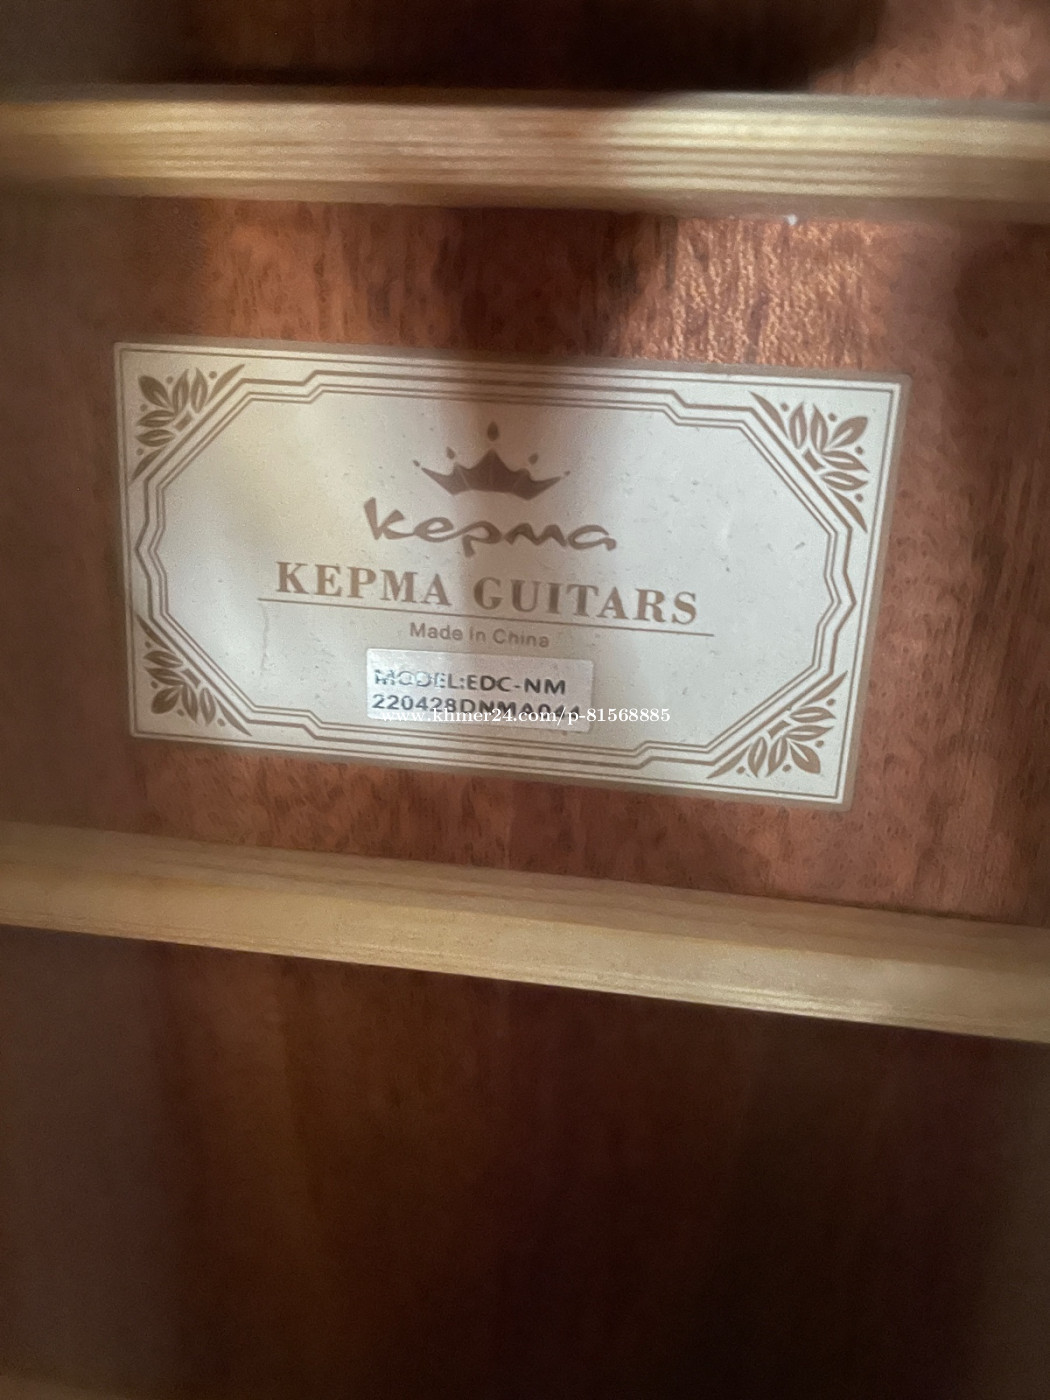 kepma
KEPMA GUITARS
Made in China
MODEL:EDC-NM
www.khmer24.com/p-81568885